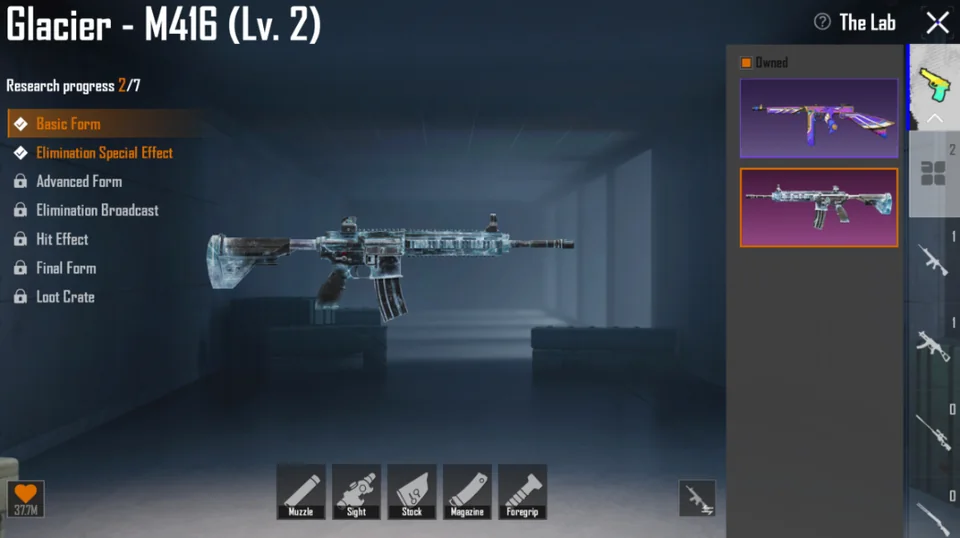 Glacier - M416 (Lv. 2)
The Lab
Research progress 2/7
Basic Form
Elimination Special Effect
Advanced Form
Elimination Broadcast
Hit Effect
Final Form
Loot Crate
37.7M
Muzzle
Sight
Stock
Magazine
Foregrip
Owned
2
1
1
0
0